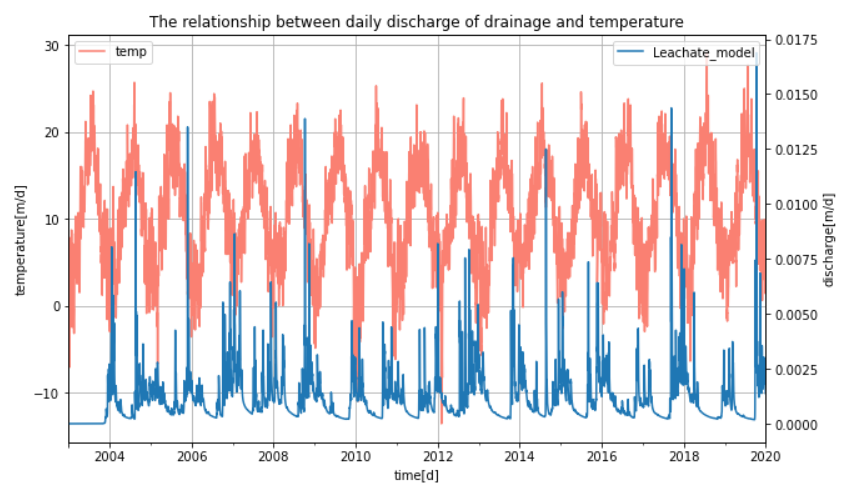 The relationship between daily discharge of drainage and temperature
temp
Leachate_model
30
20
10
0
−10
temperature[m/d]
0.0175
0.0150
0.0125
0.0100
0.0075
0.0050
0.0025
0.0000
discharge[m/d]
2004 2006 2008 2010 2012 2014 2016 2018 2020
time[d]